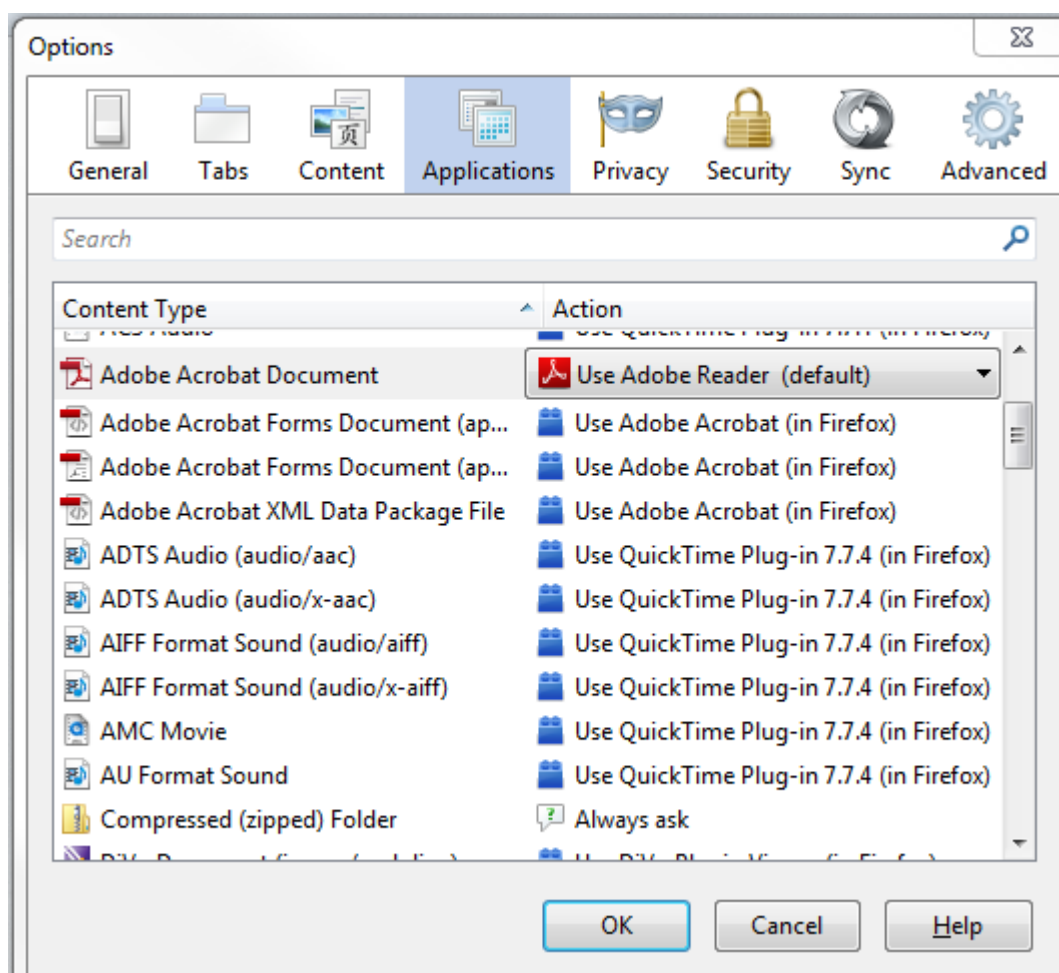 Options
General Tabs Content Applications Privacy Security Sync Advanced
页
Search
Content Type Action
Adobe Acrobat Document Use Adobe Reader (default)
Adobe Acrobat Forms Document (ap... Use Adobe Acrobat (in Firefox)
Adobe Acrobat Forms Document (ap... Use Adobe Acrobat (in Firefox)
Adobe Acrobat XML Data Package File Use Adobe Acrobat (in Firefox)
ADTS Audio (audio/aac) Use QuickTime Plug-in 7.7.4 (in Firefox)
ADTS Audio (audio/x-aac) Use QuickTime Plug-in 7.7.4 (in Firefox)
AIFF Format Sound (audio/aiff) Use QuickTime Plug-in 7.7.4 (in Firefox)
AIFF Format Sound (audio/x-aiff) Use QuickTime Plug-in 7.7.4 (in Firefox)
AMC Movie Use QuickTime Plug-in 7.7.4 (in Firefox)
AU Format Sound Use QuickTime Plug-in 7.7.4 (in Firefox)
Compressed (zipped) Folder Always ask
OK Cancel Help